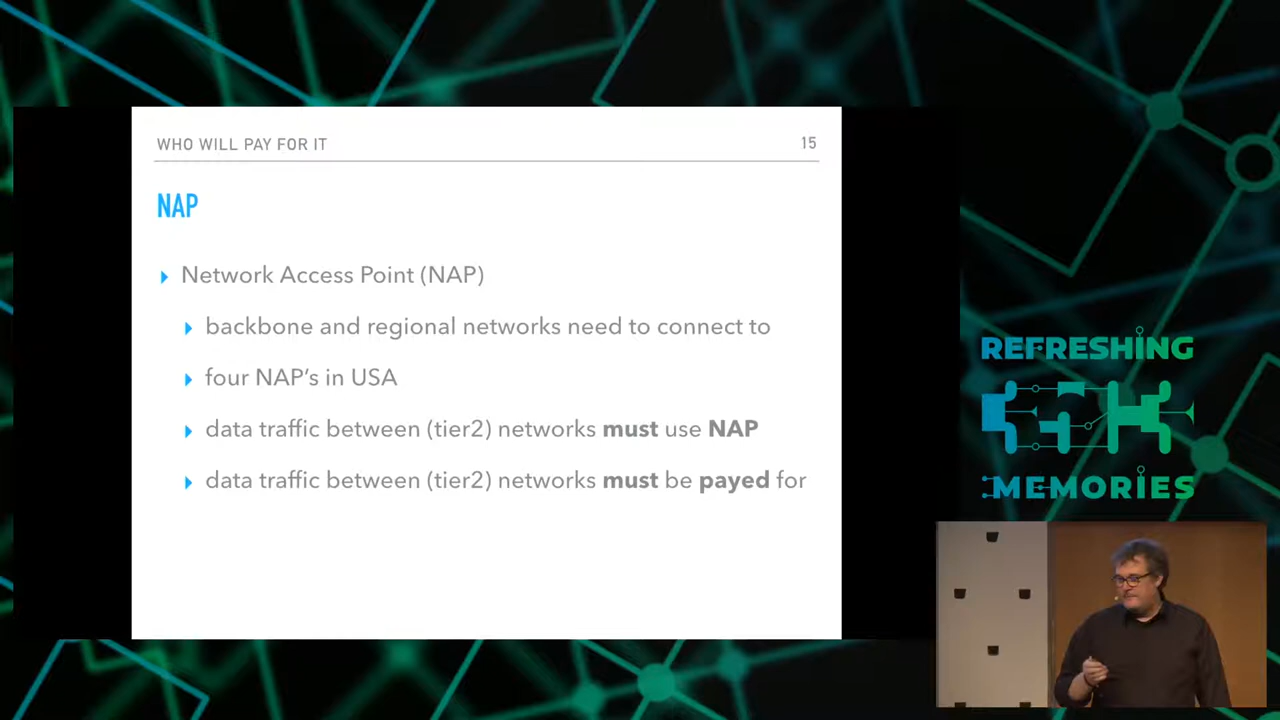 WHO WILL PAY FOR IT
15
NAP
Network Access Point (NAP)
backbone and regional networks need to connect to
four NAP’s in USA
data traffic between (tier2) networks must use NAP
data traffic between (tier2) networks must be payed for
REFRESHING
MEMORIES